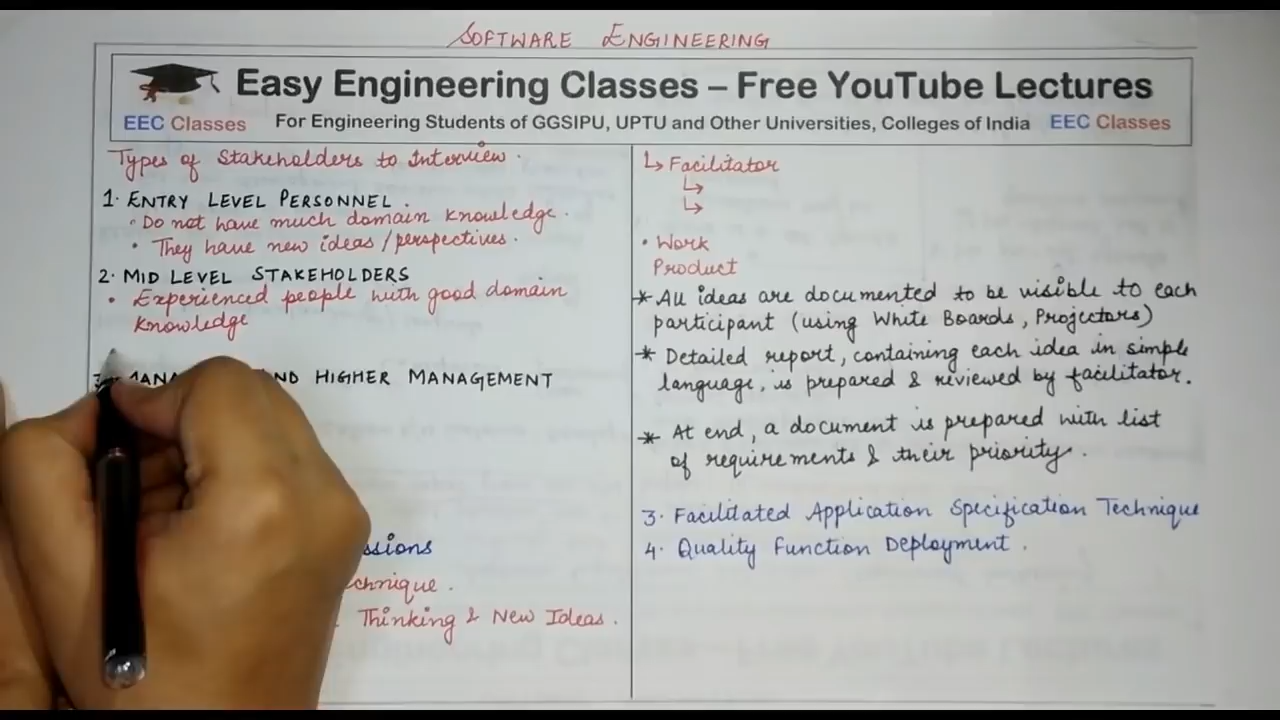 SOFTWARE ENGINEERING
Easy Engineering Classes – Free YouTube Lectures
EEC Classes For Engineering Students of GGSIPU, UPTU and Other Universities, Colleges of India EEC Classes
Types of Stakeholders to Interview.
1. ENTRY LEVEL PERSONNEL.
• Do not have much domain knowledge.
• They have new ideas/perspectives.
2. MID LEVEL STAKEHOLDERS
• Experienced people with good domain
knowledge
HIGHER MANAGEMENT
Thinking & New Ideas.
↳ Facilitator
↳
↳
• Work
Product
* All ideas are documented to be visible to each
participant (using White Boards, Projectors)
* Detailed report, containing each idea in simple
language, is prepared & reviewed by facilitator.
* At end, a document is prepared with list
of requirements & their priority.
3. Facilitated Application Specification Technique
4. Quality Function Deployment.